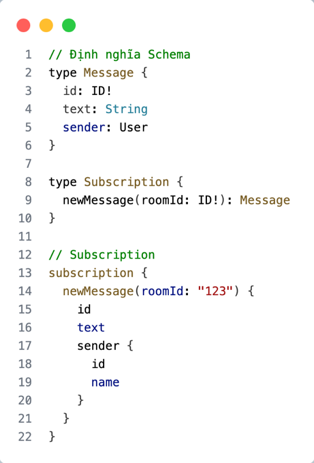 1 // Định nghĩa Schema
2 type Message {
3   id: ID!
4   text: String
5   sender: User
6 }
7
8 type Subscription {
9   newMessage(roomId: ID!): Message
10 }
11
12 // Subscription
13 subscription {
14   newMessage(roomId: "123") {
15     id
16     text
17     sender {
18       id
19       name
20     }
21   }
22 }